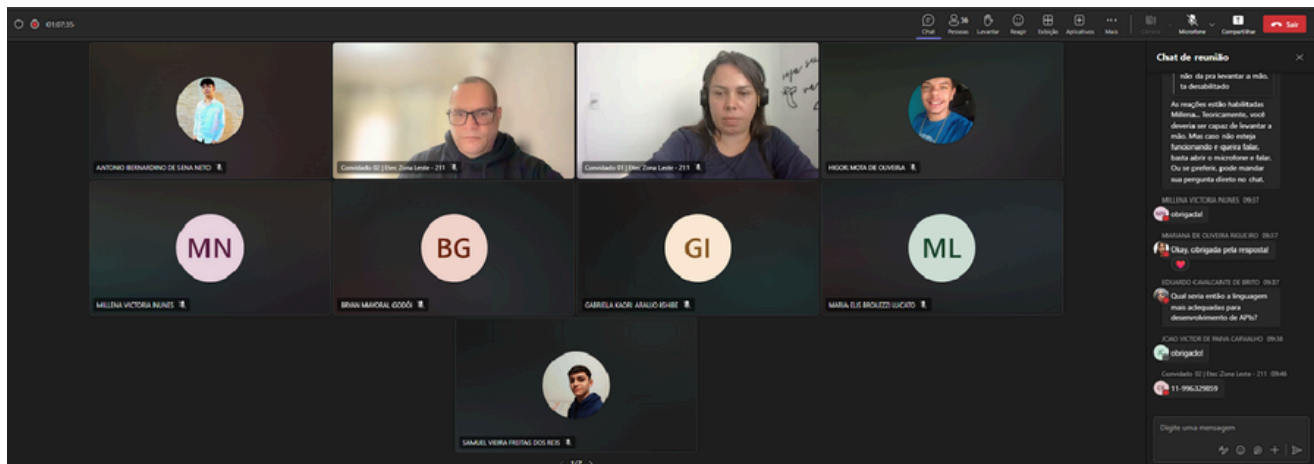 01:07:35
Chat
36
Pessoas
Levantar
Reagir
Exibição
Aplicativos
Mais
Câmera
Microfone
Compartilhar
Sair
ANTONIO BERNARDINO DE SENA NETO
Convidado 02 | Etec Zona Leste - 211
Convidado 01 | Etec Zona Leste - 211
HIGOR MOTA DE OLIVEIRA
MN
MILLENA VICTORIA NUNES
BG
BRYAN MAYORAL GODÓI
GI
GABRIELA KAORI ARAUJO ISHIBE
ML
MARIA ELIS BROLEZZI LUCATO
SAMUEL VIEIRA FREITAS DOS REIS
1/7
Chat de reunião
não da pra levantar a mão.
ta desabilitado
As reações estão habilitadas
Millena... Teoricamente, você
deveria ser capaz de levantar a
mão. Mas caso não esteja
funcionando e queira falar,
basta abrir o microfone e falar.
Ou se preferir, pode mandar
sua pergunta direto no chat.
MILLENA VICTORIA NUNES 09:37
obrigada!
MARIANA DE OLIVEIRA RIGUEIRO 09:37
Okay, obrigada pela resposta!
EDUARDO CAVALCANTE DE BRITO 09:37
Qual seria então a linguagem
mais adequadas para
desenvolvimento de APIs?
JOAO VICTOR DE PAIVA CARVALHO 09:38
obrigado!
Convidado 02 | Etec Zona Leste - 211 09:46
11-996329859
Digite uma mensagem